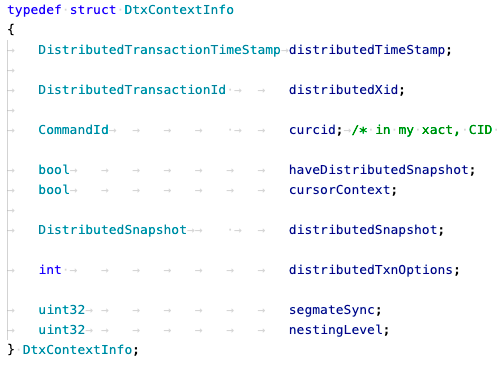 typedef struct DtxContextInfo
{
DistributedTransactionTimeStamp distributedTimeStamp;
DistributedTransactionId distributedXid;
CommandId curcid; /* in my xact, CID
bool haveDistributedSnapshot;
bool cursorContext;
DistributedSnapshot distributedSnapshot;
int distributedTxnOptions;
uint32 segmateSync;
uint32 nestingLevel;
} DtxContextInfo;